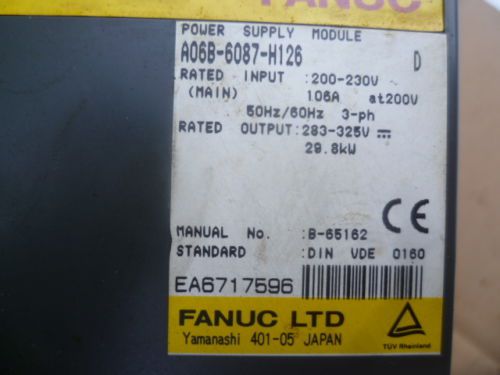 FANUC
POWER SUPPLY MODULE
A06B-6087-H126 D
RATED INPUT :200-230V ~
(MAIN) 106A at200V
50Hz/60Hz 3-ph
RATED OUTPUT:283-325V ⎓
29.8kW
CE
MANUAL No. :B-65162
STANDARD :DIN VDE 0160
EA6717596
FANUC LTD
Yamanashi 401-05 JAPAN
TÜV Rheinland